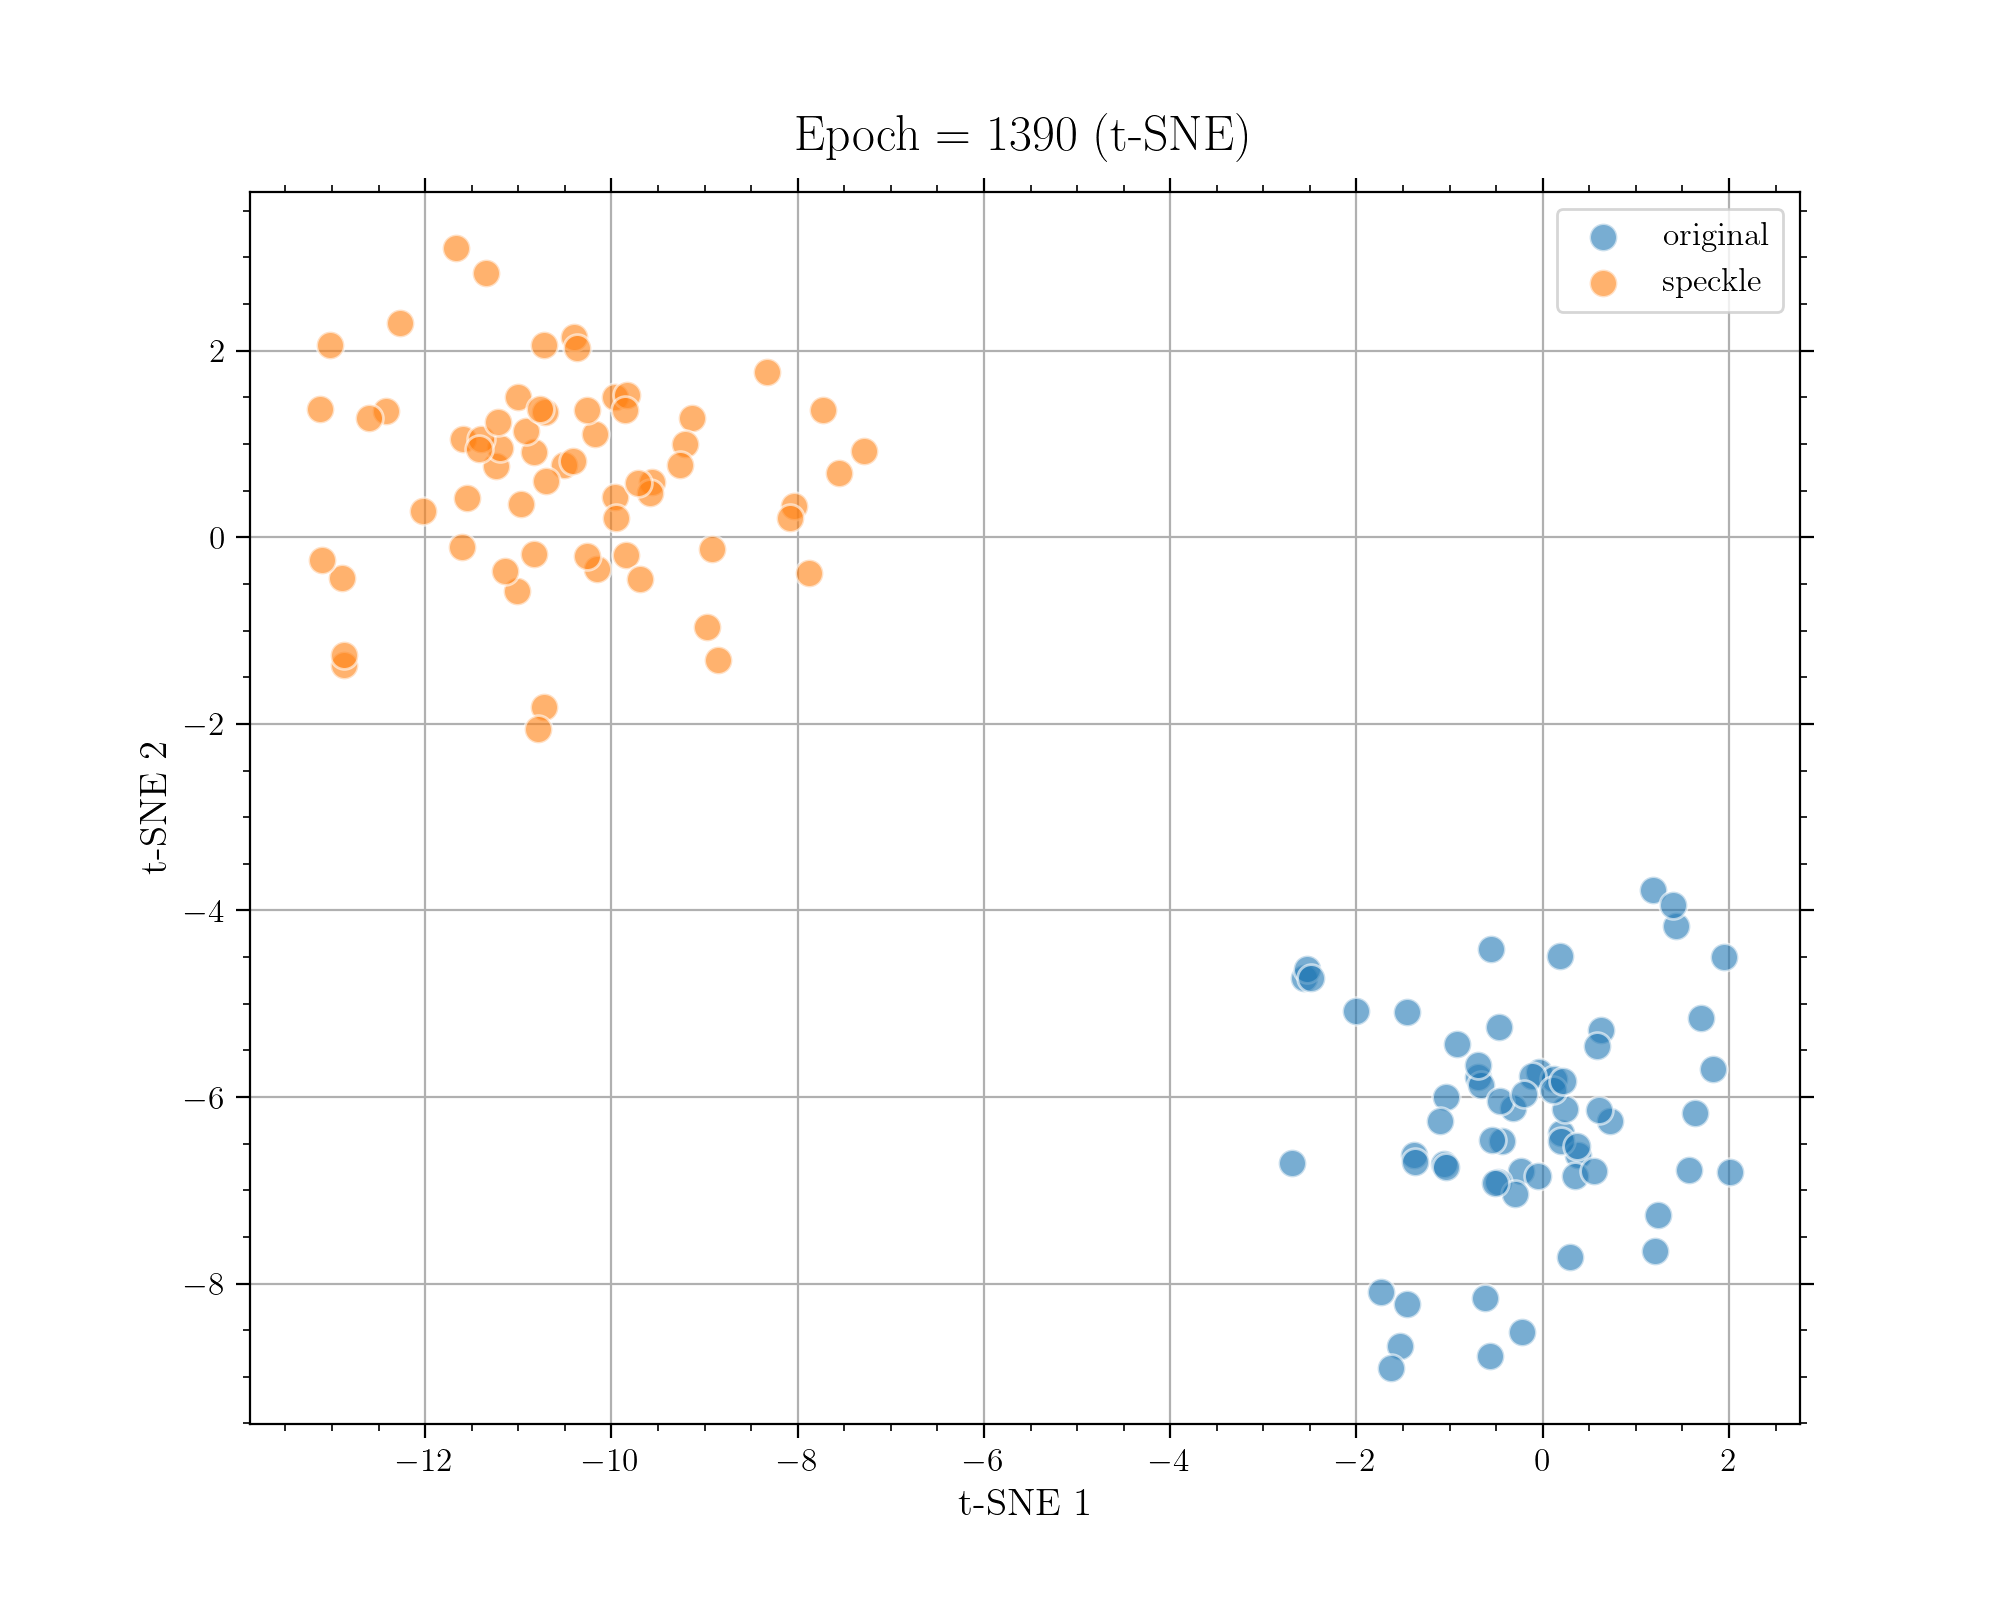 Epoch = 1390 (t-SNE)
original
speckle
2
0
−2
−4
−6
−8
t-SNE 2
−12 −10 −8 −6 −4 −2 0 2
t-SNE 1